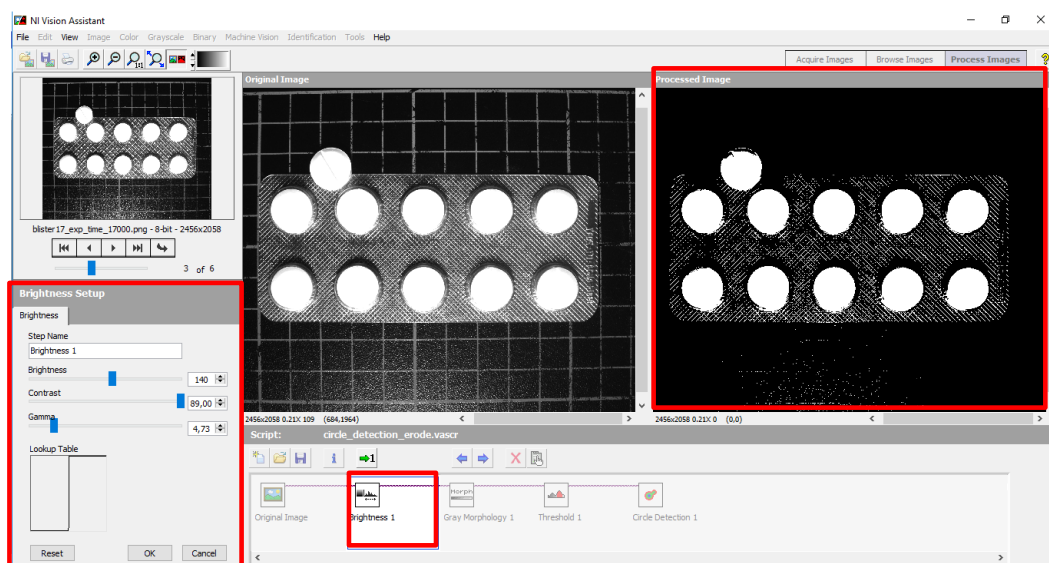 NI Vision Assistant
File Edit View Image Color Grayscale Binary Machine Vision Identification Tools Help
1:1
Acquire Images Browse Images Process Images
Original Image
Processed Image
blister17_exp_time_17000.png - 8-bit - 2456x2058
3 of 6
Brightness Setup
Brightness
Step Name
Brightness 1
Brightness
140
Contrast
89,00
Gamma
4,73
Lookup Table
Reset OK Cancel
2456x2058 0.21X 109 (684,1964)
2456x2058 0.21X 0 (0,0)
Script: circle_detection_erode.vascr
1
Morph
Original Image Brightness 1 Gray Morphology 1 Threshold 1 Circle Detection 1